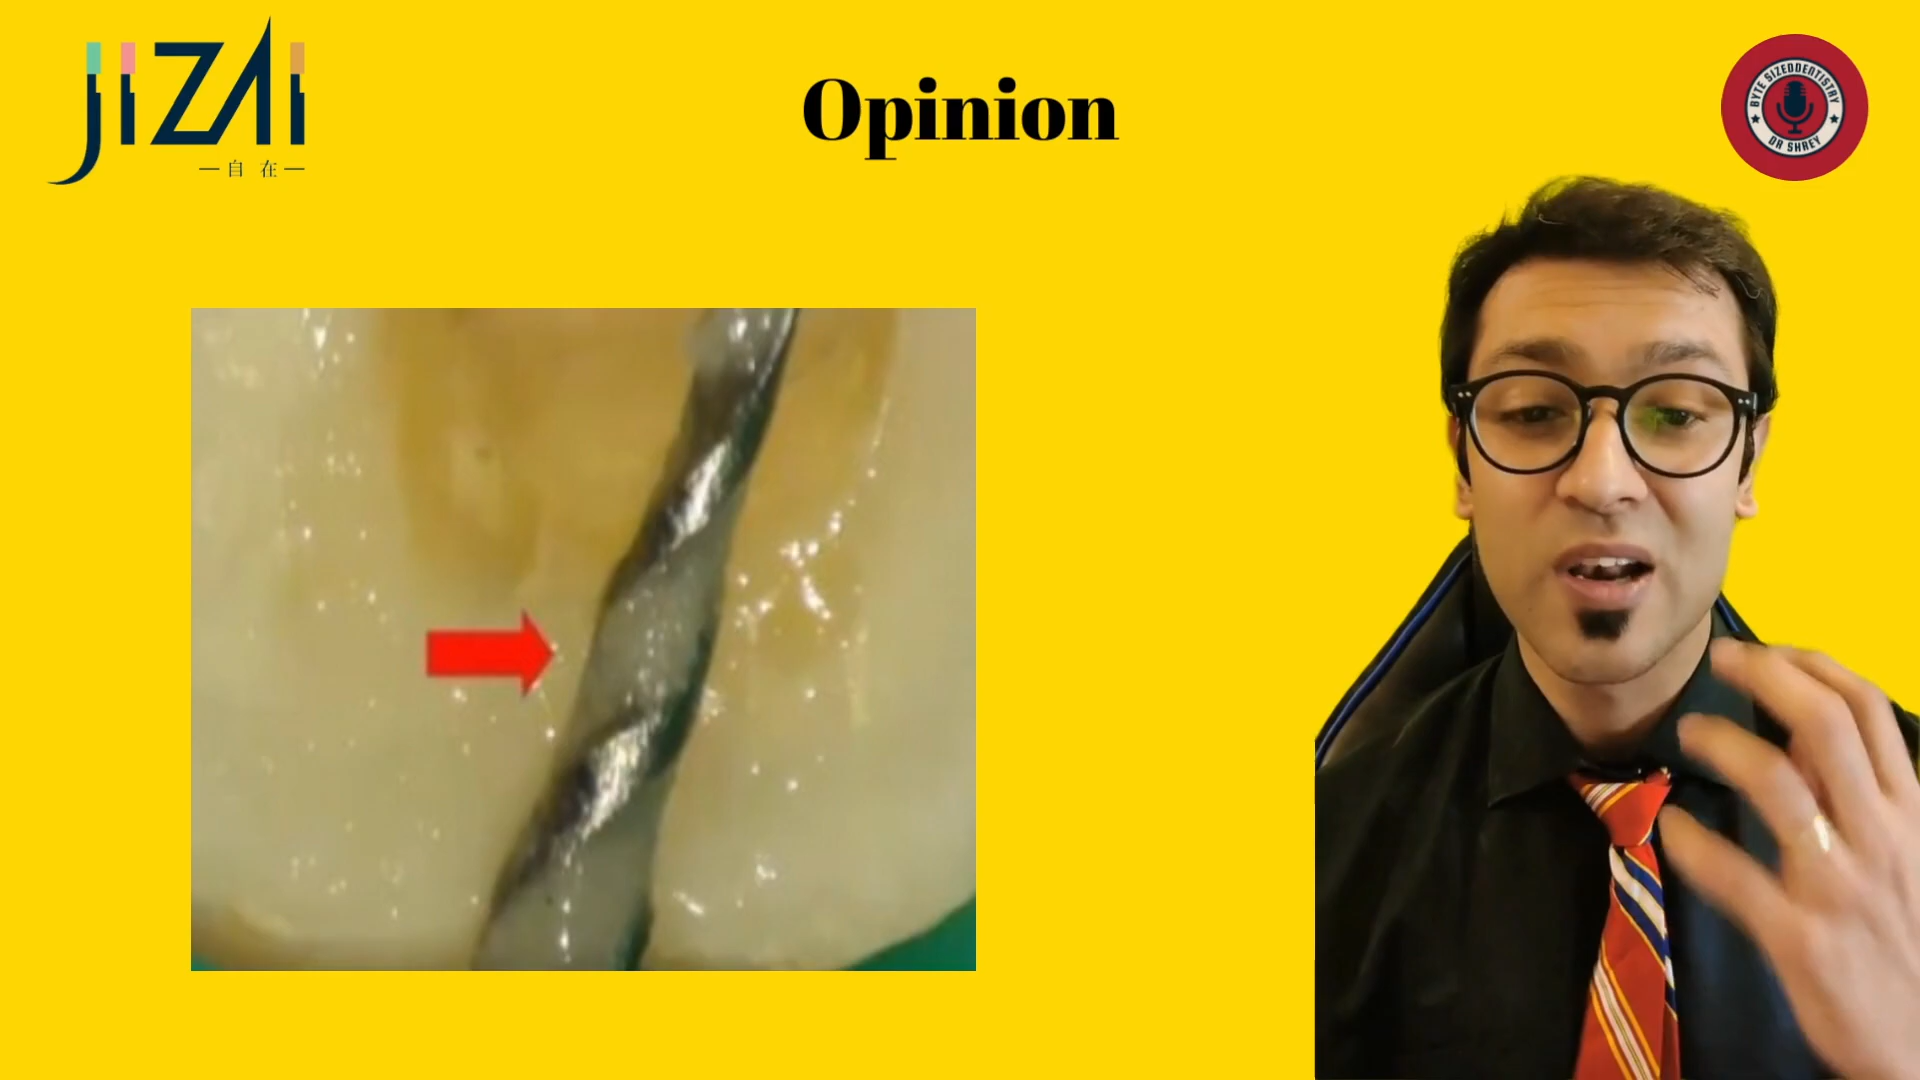 JIZAI
自在
Opinion
BYTE SIZEDDENTISTRY
DR SHREY